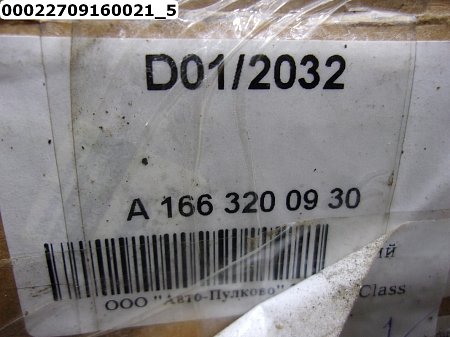 00022709160021_5
D01/2032
A 166 320 09 30
ООО "Авто-Пулково"
Class